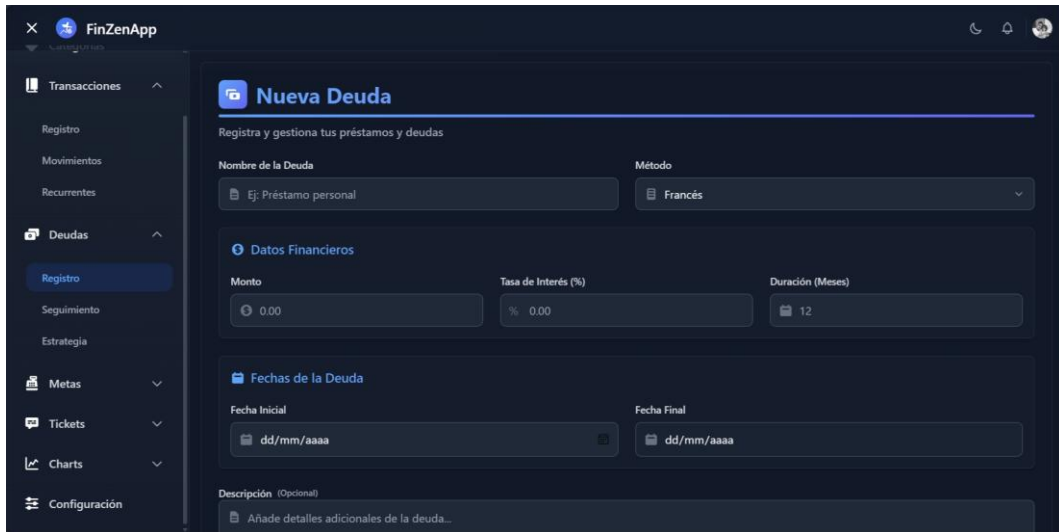 FinZenApp
Categorías
Transacciones
Registro
Movimientos
Recurrentes
Deudas
Registro
Seguimiento
Estrategia
Metas
Tickets
Charts
Configuración
Nueva Deuda
Registra y gestiona tus préstamos y deudas
Nombre de la Deuda
Ej: Préstamo personal
Método
Francés
Datos Financieros
Monto
0.00
Tasa de Interés (%)
% 0.00
Duración (Meses)
12
Fechas de la Deuda
Fecha Inicial
dd/mm/aaaa
Fecha Final
dd/mm/aaaa
Descripción (Opcional)
Añade detalles adicionales de la deuda...